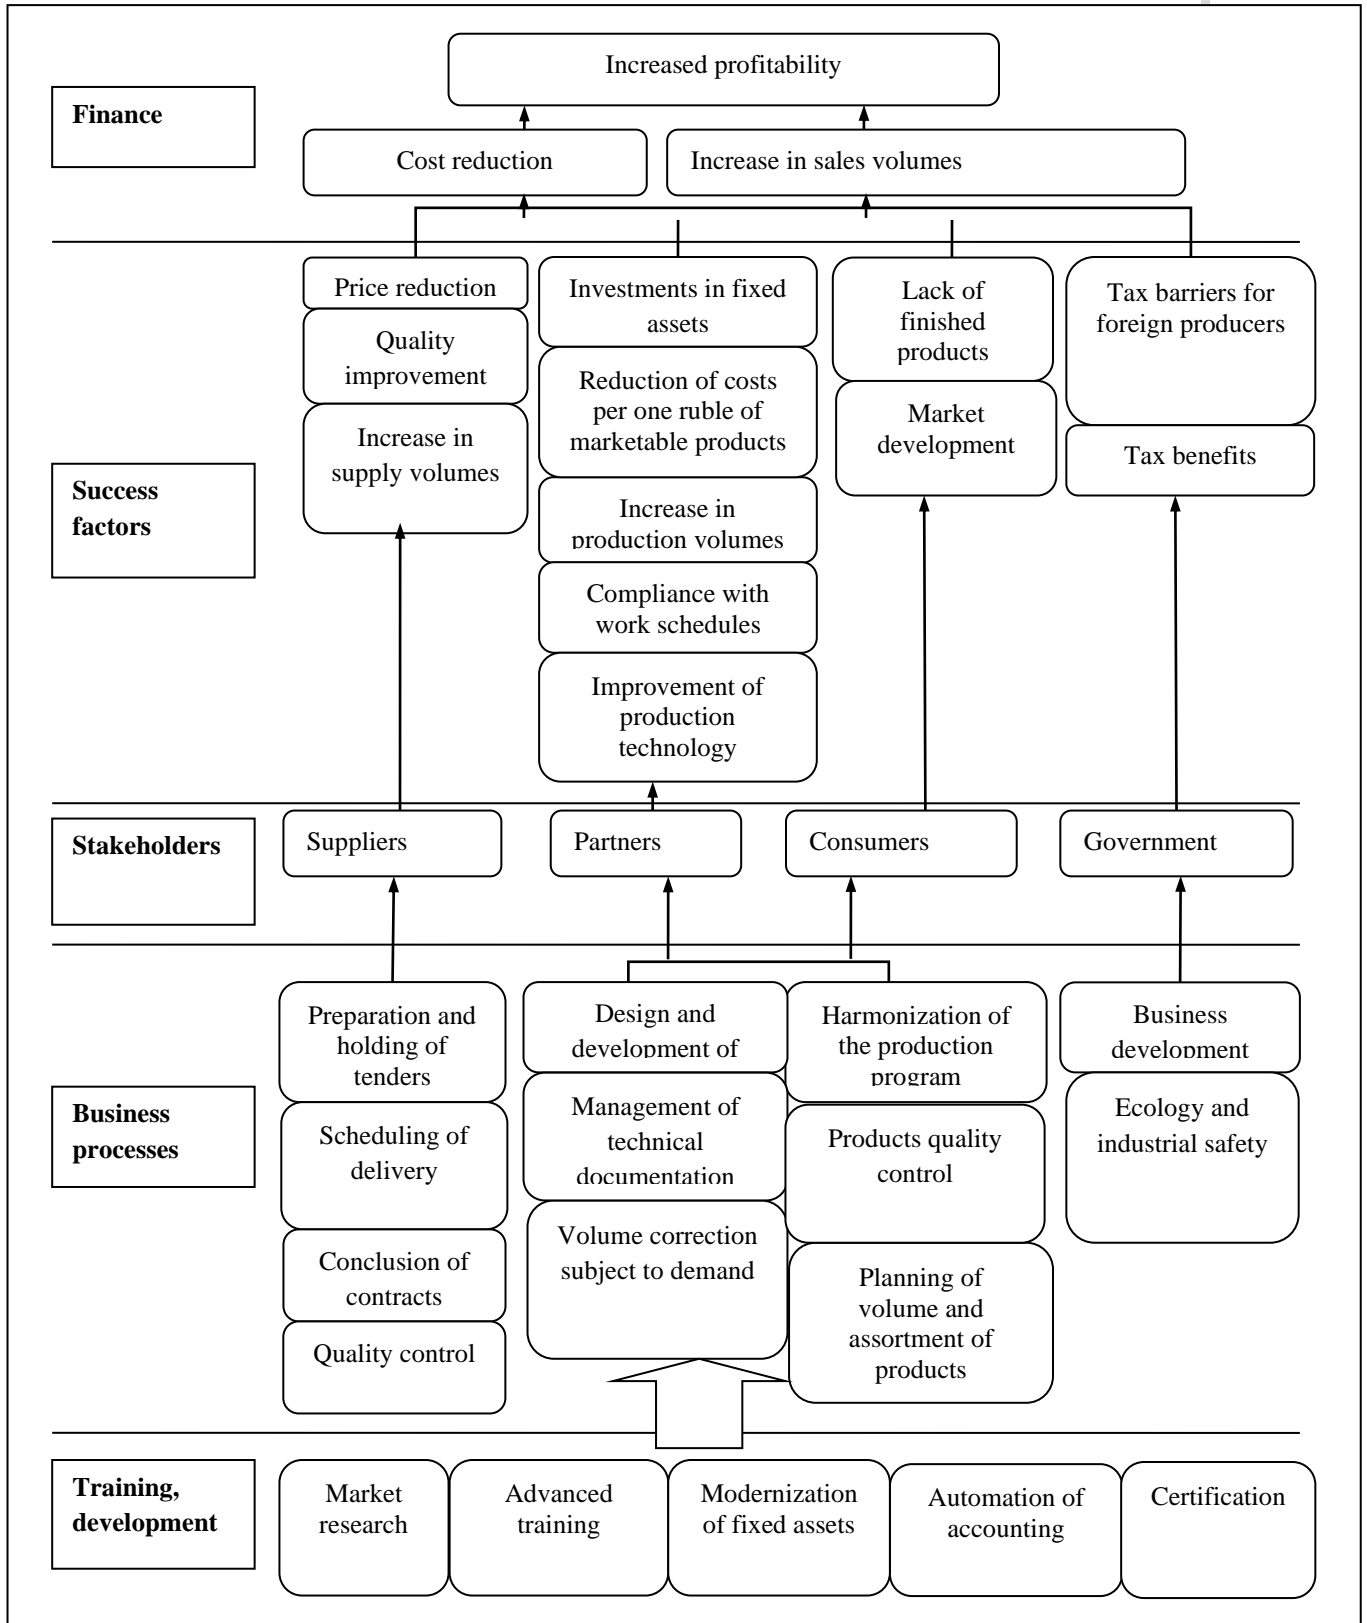 Increased profitability
Finance
Cost reduction
Increase in sales volumes
Price reduction
Quality
improvement
Increase in
supply volumes
Investments in fixed
assets
Reduction of costs
per one ruble of
marketable products
Increase in
production volumes
Compliance with
work schedules
Improvement of
production
technology
Lack of
finished
products
Market
development
Tax barriers for
foreign producers
Tax benefits
Success
factors
Stakeholders
Suppliers
Partners
Consumers
Government
Business
processes
Preparation and
holding of
tenders
Scheduling of
delivery
Conclusion of
contracts
Quality control
Design and
development of
Management of
technical
documentation
Volume correction
subject to demand
Harmonization of
the production
program
Products quality
control
Planning of
volume and
assortment of
products
Business
development
Ecology and
industrial safety
Training,
development
Market
research
Advanced
training
Modernization
of fixed assets
Automation of
accounting
Certification